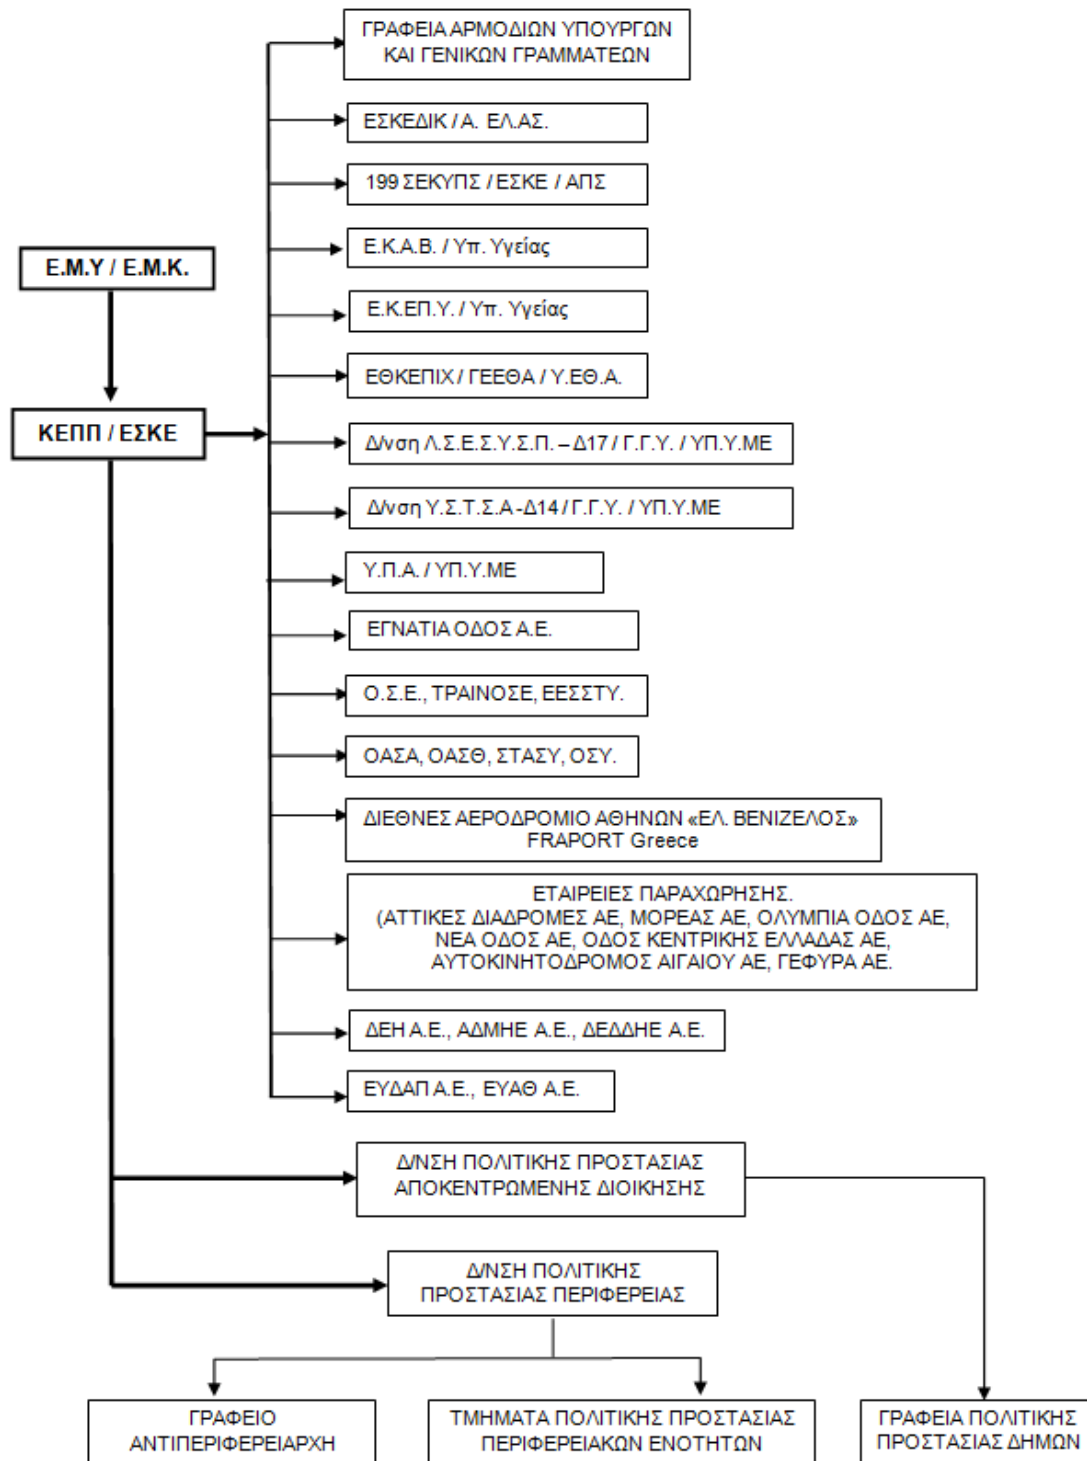 ΓΡΑΦΕΙΑ ΑΡΜΟΔΙΩΝ ΥΠΟΥΡΓΩΝ
ΚΑΙ ΓΕΝΙΚΩΝ ΓΡΑΜΜΑΤΕΩΝ
ΕΣΚΕΔΙΚ / Α. ΕΛ.ΑΣ.
199 ΣΕΚΥΠΣ / ΕΣΚΕ / ΑΠΣ
Ε.Κ.Α.Β. / Υπ. Υγείας
Ε.Μ.Υ / Ε.Μ.Κ.
Ε.Κ.ΕΠ.Υ. / Υπ. Υγείας
ΕΘΚΕΠΙΧ / ΓΕΕΘΑ / Υ.ΕΘ.Α.
ΚΕΠΠ / ΕΣΚΕ
Δ/νση Λ.Σ.Ε.Σ.Υ.Σ.Π. – Δ17 / Γ.Γ.Υ. / ΥΠ.Υ.ΜΕ
Δ/νση Υ.Σ.Τ.Σ.Α -Δ14 / Γ.Γ.Υ. / ΥΠ.Υ.ΜΕ
Υ.Π.Α. / ΥΠ.Υ.ΜΕ
ΕΓΝΑΤΙΑ ΟΔΟΣ Α.Ε.
Ο.Σ.Ε., ΤΡΑΙΝΟΣΕ, ΕΕΣΣΤΥ.
ΟΑΣΑ, ΟΑΣΘ, ΣΤΑΣΥ, ΟΣΥ.
ΔΙΕΘΝΕΣ ΑΕΡΟΔΡΟΜΙΟ ΑΘΗΝΩΝ «ΕΛ. ΒΕΝΙΖΕΛΟΣ»
FRAPORT Greece
ΕΤΑΙΡΕΙΕΣ ΠΑΡΑΧΩΡΗΣΗΣ.
(ΑΤΤΙΚΕΣ ΔΙΑΔΡΟΜΕΣ ΑΕ, ΜΟΡΕΑΣ ΑΕ, ΟΛΥΜΠΙΑ ΟΔΟΣ ΑΕ,
ΝΕΑ ΟΔΟΣ ΑΕ, ΟΔΟΣ ΚΕΝΤΡΙΚΗΣ ΕΛΛΑΔΑΣ ΑΕ,
ΑΥΤΟΚΙΝΗΤΟΔΡΟΜΟΣ ΑΙΓΑΙΟΥ ΑΕ, ΓΕΦΥΡΑ ΑΕ.
ΔΕΗ Α.Ε., ΑΔΜΗΕ Α.Ε., ΔΕΔΔΗΕ Α.Ε.
ΕΥΔΑΠ Α.Ε., ΕΥΑΘ Α.Ε.
Δ/ΝΣΗ ΠΟΛΙΤΙΚΗΣ ΠΡΟΣΤΑΣΙΑΣ
ΑΠΟΚΕΝΤΡΩΜΕΝΗΣ ΔΙΟΙΚΗΣΗΣ
Δ/ΝΣΗ ΠΟΛΙΤΙΚΗΣ
ΠΡΟΣΤΑΣΙΑΣ ΠΕΡΙΦΕΡΕΙΑΣ
ΓΡΑΦΕΙΟ
ΑΝΤΙΠΕΡΙΦΕΡΕΙΑΡΧΗ
ΤΜΗΜΑΤΑ ΠΟΛΙΤΙΚΗΣ ΠΡΟΣΤΑΣΙΑΣ
ΠΕΡΙΦΕΡΕΙΑΚΩΝ ΕΝΟΤΗΤΩΝ
ΓΡΑΦΕΙΑ ΠΟΛΙΤΙΚΗΣ
ΠΡΟΣΤΑΣΙΑΣ ΔΗΜΩΝ